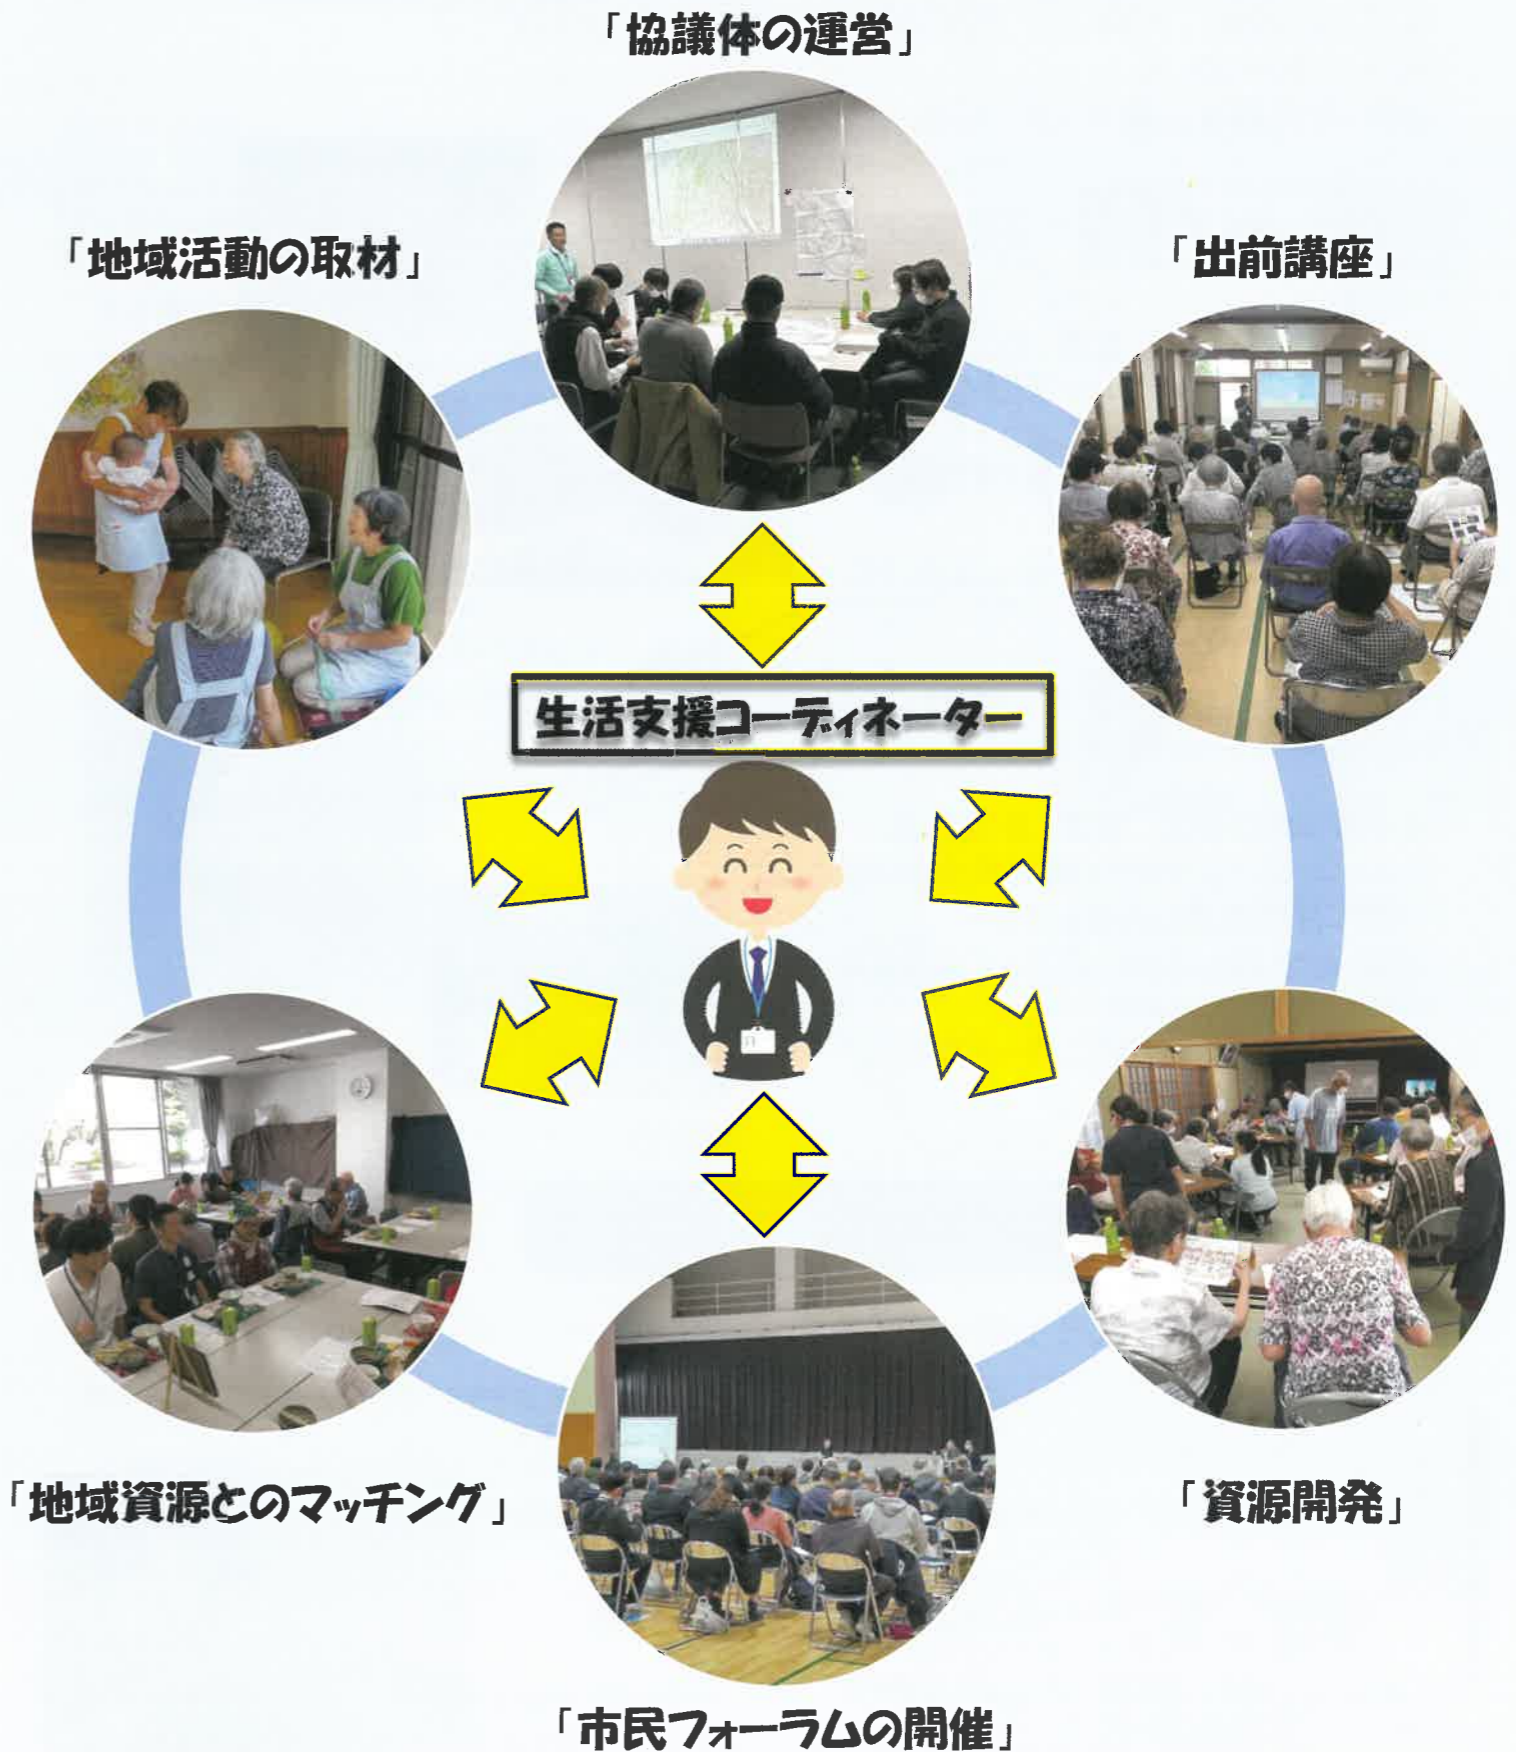 「協議体の運営」
「地域活動の取材」
「出前講座」
生活支援コーディネーター
「地域資源とのマッチング」
「資源開発」
「市民フォーラムの開催」